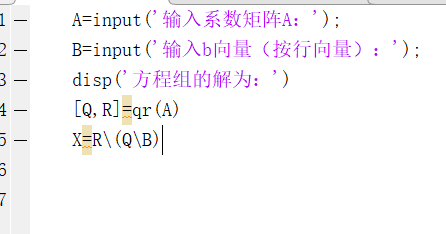 1 — A=input('输入系数矩阵A：');
2 — B=input('输入b向量（按行向量）：');
3 — disp('方程组的解为：')
4 — [Q,R]=qr(A)
5 — X=R\(Q\B)
6
7